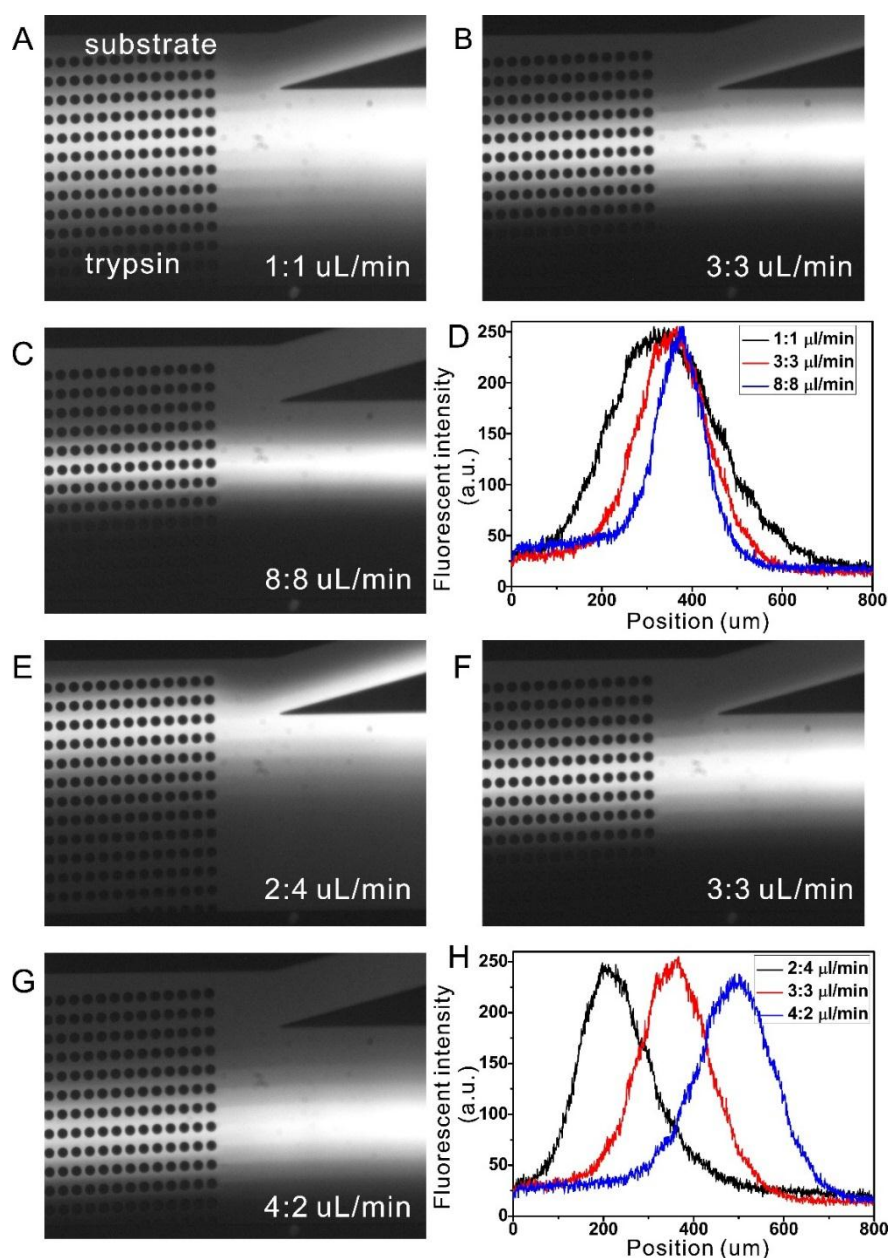 A
substrate
trypsin
1:1 uL/min
B
3:3 uL/min
C
8:8 uL/min
D
250
200
150
100
50
0
0
200
400
600
800
Fluorescent intensity
(a.u.)
Position (um)
1:1 μl/min
3:3 μl/min
8:8 μl/min
E
2:4 uL/min
F
3:3 uL/min
G
4:2 uL/min
H
250
200
150
100
50
0
0
200
400
600
800
Fluorescent intensity
(a.u.)
Position (um)
2:4 μl/min
3:3 μl/min
4:2 μl/min